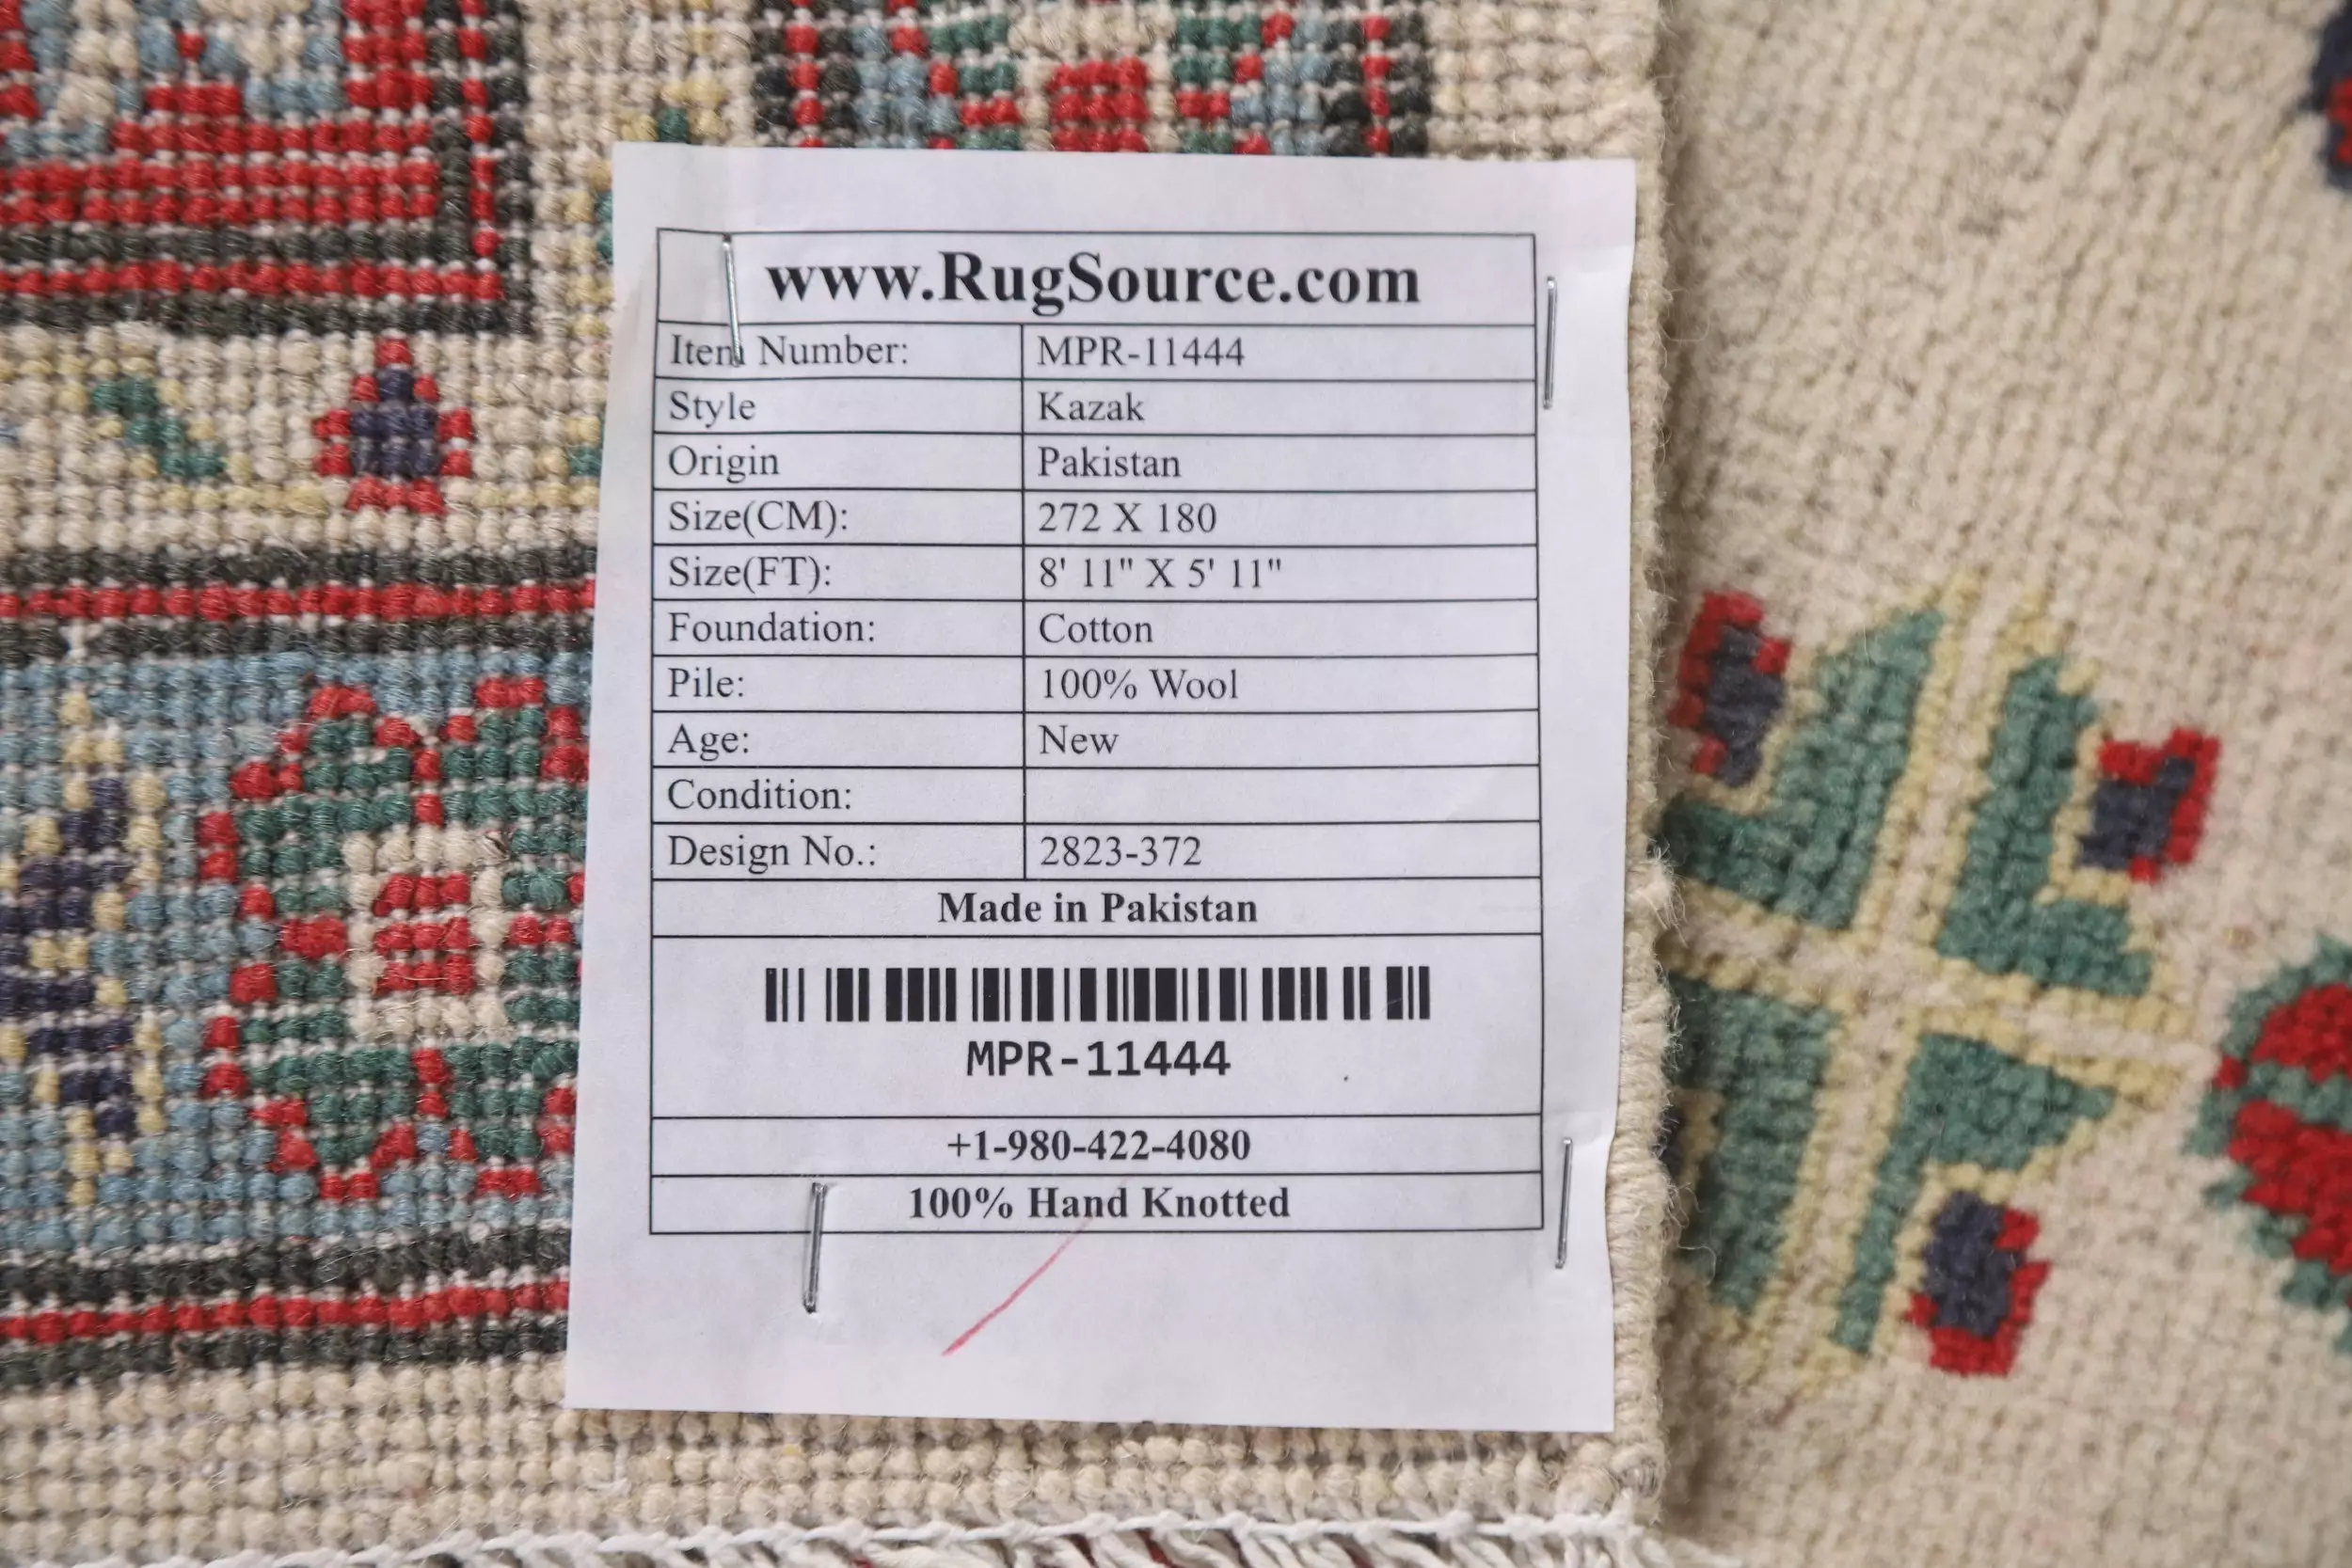 www.RugSource.com
Item Number: MPR-11444
Style Kazak
Origin Pakistan
Size(CM): 272 X 180
Size(FT): 8' 11" X 5' 11"
Foundation: Cotton
Pile: 100% Wool
Age: New
Condition:
Design No.: 2823-372
Made in Pakistan
MPR-11444
+1-980-422-4080
100% Hand Knotted